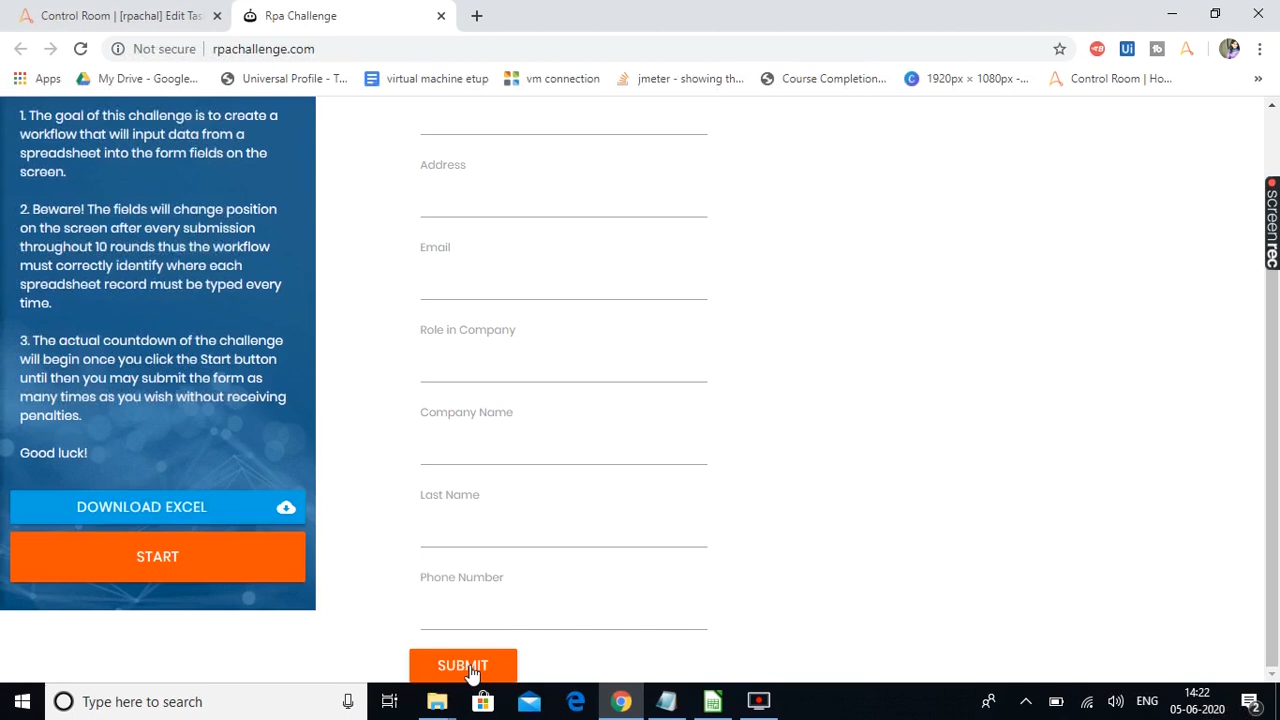 Control Room | [rpachal] Edit Tas
Rpa Challenge
Not secure
rpachallenge.com
Apps
My Drive - Google...
Universal Profile - T...
virtual machine etup
vm connection
jmeter - showing th...
Course Completion...
1920px × 1080px -...
Control Room | Ho...
»
1. The goal of this challenge is to create a
workflow that will input data from a
spreadsheet into the form fields on the
screen.
2. Beware! The fields will change position
on the screen after every submission
throughout 10 rounds thus the workflow
must correctly identify where each
spreadsheet record must be typed every
time.
3. The actual countdown of the challenge
will begin once you click the Start button
until then you may submit the form as
many times as you wish without receiving
penalties.
Good luck!
DOWNLOAD EXCEL
START
Address
Email
Role in Company
Company Name
Last Name
Phone Number
SUBMIT
screenrec
Type here to search
ENG
14:22
05-06-2020
2